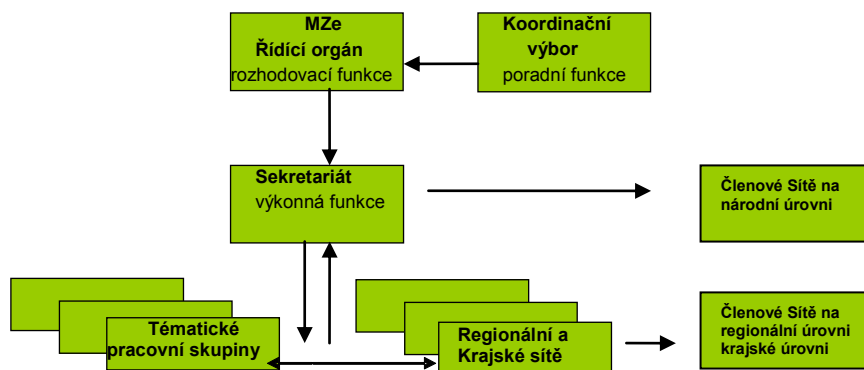 MZe
Řídící orgán
rozhodovací funkce
Koordinační
výbor
poradní funkce
Sekretariát
výkonná funkce
Členové Sítě na
národní úrovni
Tématické
pracovní skupiny
Regionální a
Krajské sítě
Členové Sítě na
regionální úrovni
krajské úrovni